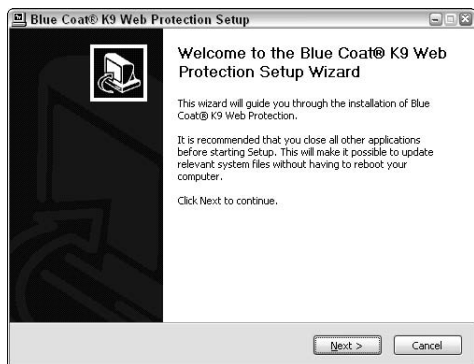 Blue Coat® K9 Web Protection Setup
Welcome to the Blue Coat® K9 Web
Protection Setup Wizard
This wizard will guide you through the installation of Blue
Coat® K9 Web Protection.
It is recommended that you close all other applications
before starting Setup. This will make it possible to update
relevant system files without having to reboot your
computer.
Click Next to continue.
Next > Cancel